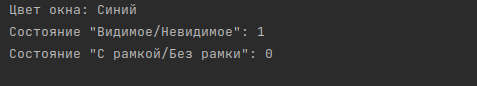 Цвет окна: Синий
Состояние "Видимое/Невидимое": 1
Состояние "С рамкой/Без рамки": 0